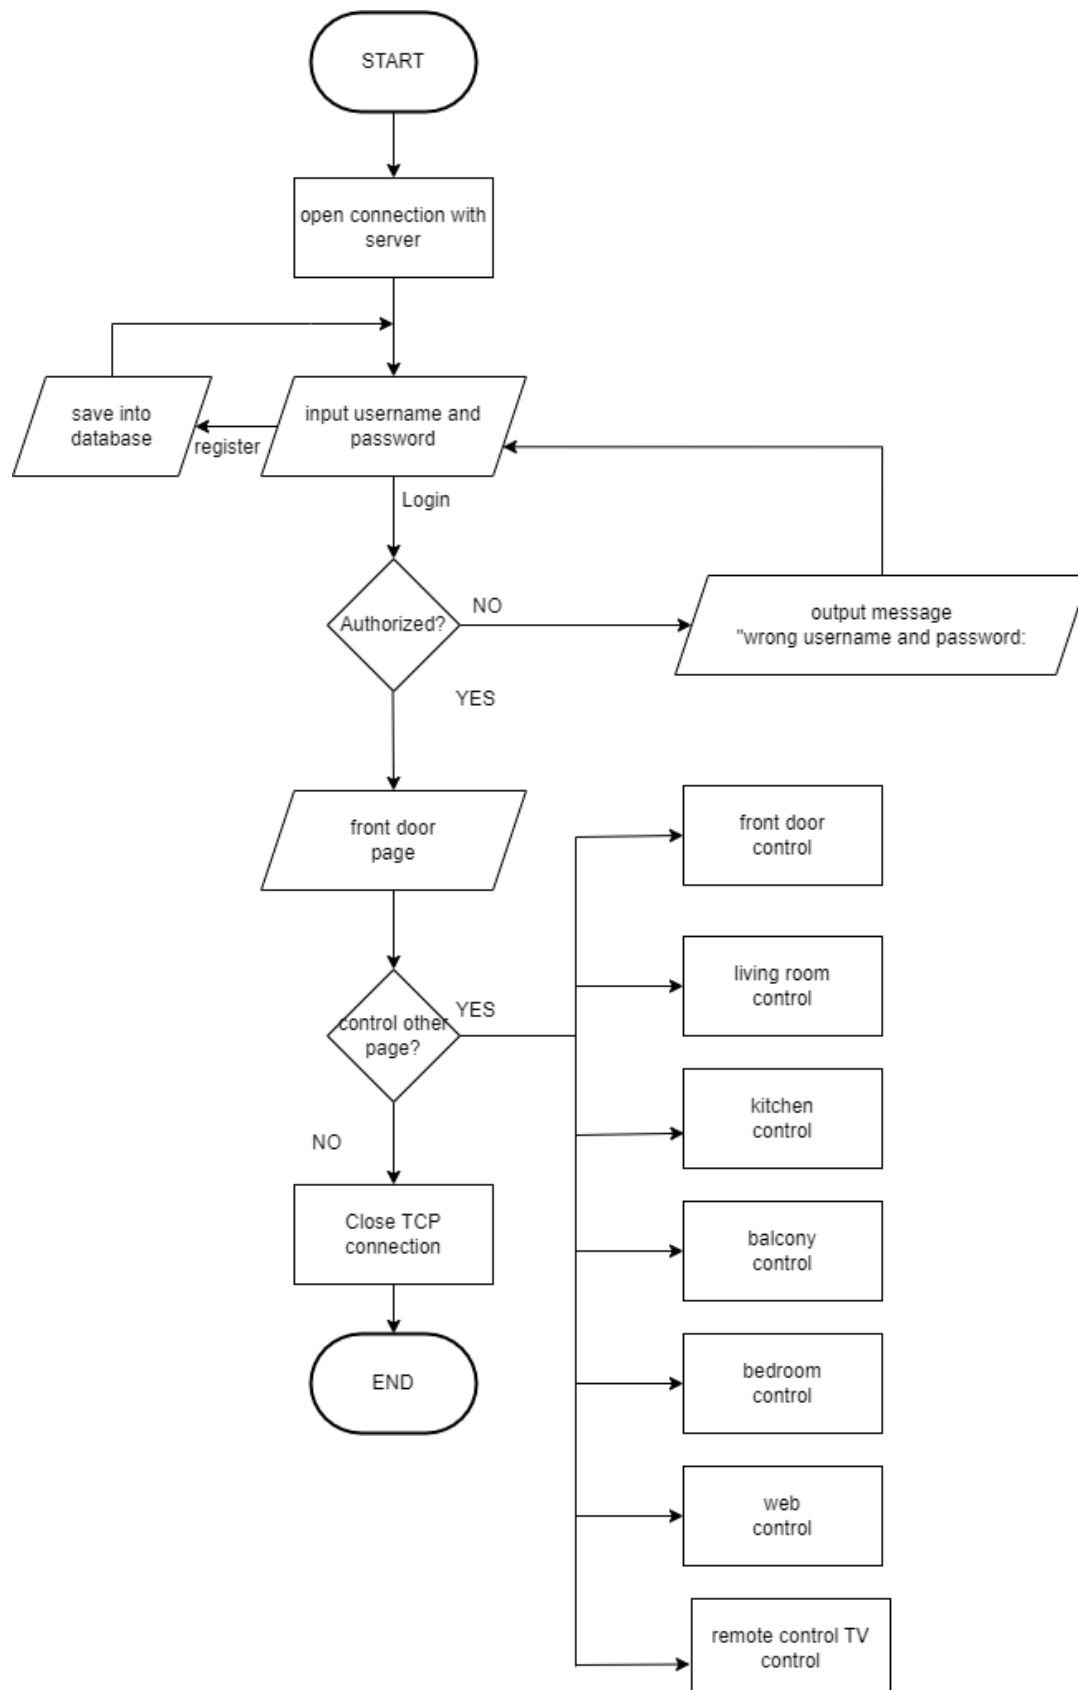 START
open connection with
server
save into
database
register
input username and
password
Login
Authorized?
NO
output message
"wrong username and password:
YES
front door
page
front door
control
living room
control
control other
page?
YES
kitchen
control
NO
Close TCP
connection
balcony
control
END
bedroom
control
web
control
remote control TV
control